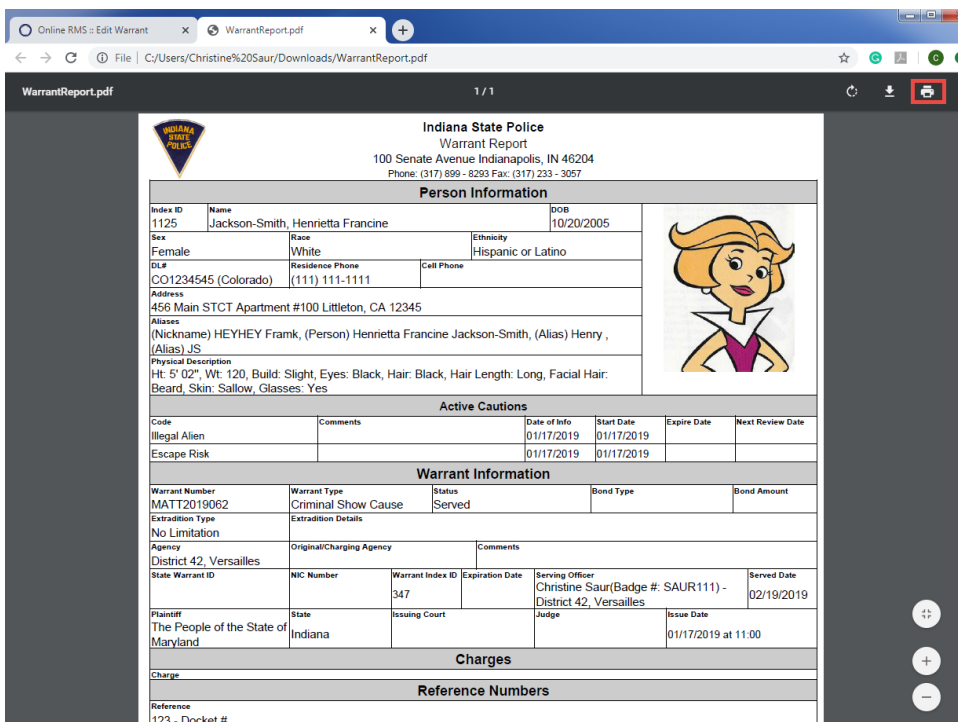 Online RMS :: Edit Warrant
WarrantReport.pdf
File | C:/Users/Christine%20Saur/Downloads/WarrantReport.pdf
C
WarrantReport.pdf
1 / 1
INDIANA
STATE
POLICE
Indiana State Police
Warrant Report
100 Senate Avenue Indianapolis, IN 46204
Phone: (317) 899 - 8293 Fax: (317) 233 - 3057
Person Information
Index ID Name DOB
1125 Jackson-Smith, Henrietta Francine 10/20/2005
Sex Race Ethnicity
Female White Hispanic or Latino
DL# Residence Phone Cell Phone
CO1234545 (Colorado) (111) 111-1111
Address
456 Main STCT Apartment #100 Littleton, CA 12345
Aliases
(Nickname) HEYHEY Framk, (Person) Henrietta Francine Jackson-Smith, (Alias) Henry ,
(Alias) JS
Physical Description
Ht: 5' 02", Wt: 120, Build: Slight, Eyes: Black, Hair: Black, Hair Length: Long, Facial Hair:
Beard, Skin: Sallow, Glasses: Yes
Active Cautions
Code Comments Date of Info Start Date Expire Date Next Review Date
Illegal Alien 01/17/2019 01/17/2019
Escape Risk 01/17/2019 01/17/2019
Warrant Information
Warrant Number Warrant Type Status Bond Type Bond Amount
MATT2019062 Criminal Show Cause Served
Extradition Type Extradition Details
No Limitation
Agency Original/Charging Agency Comments
District 42, Versailles
State Warrant ID NIC Number Warrant Index ID Expiration Date Serving Officer Served Date
347 Christine Saur(Badge #: SAUR111) - 02/19/2019
District 42, Versailles
Plaintiff State Issuing Court Judge Issue Date
The People of the State of Indiana 01/17/2019 at 11:00
Maryland
Charges
Charge
Reference Numbers
Reference
123 - Docket #